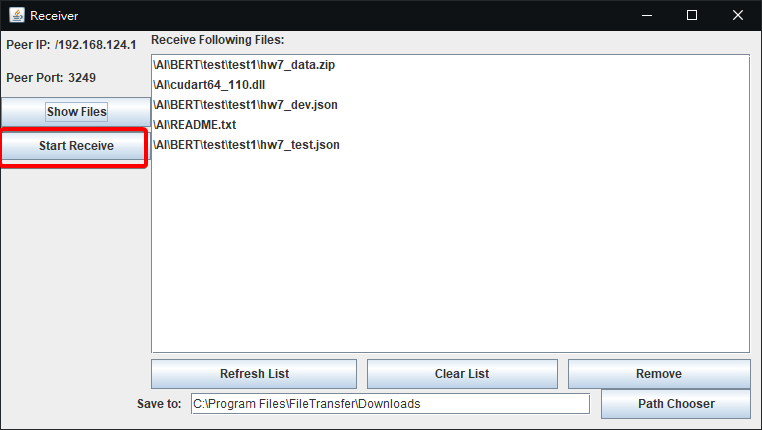 Receiver
Peer IP: /192.168.124.1
Receive Following Files:
Peer Port: 3249
Show Files
Start Receive
\AI\BERT\test\test1\hw7_data.zip
\AI\cudart64_110.dll
\AI\BERT\test\test1\hw7_dev.json
\AI\README.txt
\AI\BERT\test\test1\hw7_test.json
Refresh List
Clear List
Remove
Save to: C:\Program Files\FileTransfer\Downloads
Path Chooser